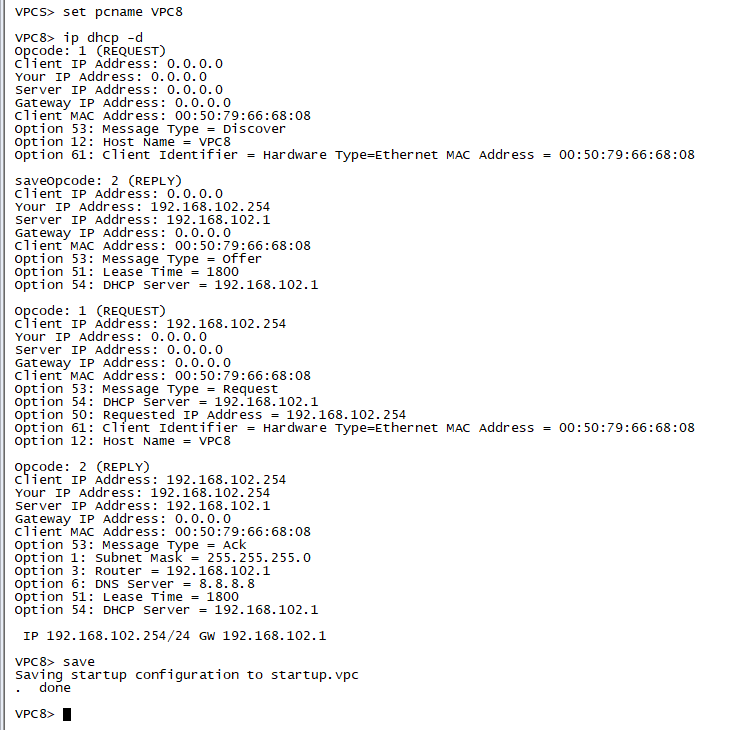 VPCS> set pcname VPC8
VPC8> ip dhcp -d
Opcode: 1 (REQUEST)
Client IP Address: 0.0.0.0
Your IP Address: 0.0.0.0
Server IP Address: 0.0.0.0
Gateway IP Address: 0.0.0.0
Client MAC Address: 00:50:79:66:68:08
Option 53: Message Type = Discover
Option 12: Host Name = VPC8
Option 61: Client Identifier = Hardware Type=Ethernet MAC Address = 00:50:79:66:68:08
saveOpcode: 2 (REPLY)
Client IP Address: 0.0.0.0
Your IP Address: 192.168.102.254
Server IP Address: 192.168.102.1
Gateway IP Address: 0.0.0.0
Client MAC Address: 00:50:79:66:68:08
Option 53: Message Type = Offer
Option 51: Lease Time = 1800
Option 54: DHCP Server = 192.168.102.1
Opcode: 1 (REQUEST)
Client IP Address: 192.168.102.254
Your IP Address: 0.0.0.0
Server IP Address: 0.0.0.0
Gateway IP Address: 0.0.0.0
Client MAC Address: 00:50:79:66:68:08
Option 53: Message Type = Request
Option 54: DHCP Server = 192.168.102.1
Option 50: Requested IP Address = 192.168.102.254
Option 61: Client Identifier = Hardware Type=Ethernet MAC Address = 00:50:79:66:68:08
Option 12: Host Name = VPC8
Opcode: 2 (REPLY)
Client IP Address: 192.168.102.254
Your IP Address: 192.168.102.254
Server IP Address: 192.168.102.1
Gateway IP Address: 0.0.0.0
Client MAC Address: 00:50:79:66:68:08
Option 53: Message Type = Ack
Option 1: Subnet Mask = 255.255.255.0
Option 3: Router = 192.168.102.1
Option 6: DNS Server = 8.8.8.8
Option 51: Lease Time = 1800
Option 54: DHCP Server = 192.168.102.1
IP 192.168.102.254/24 GW 192.168.102.1
VPC8> save
Saving startup configuration to startup.vpc
.  done
VPC8>